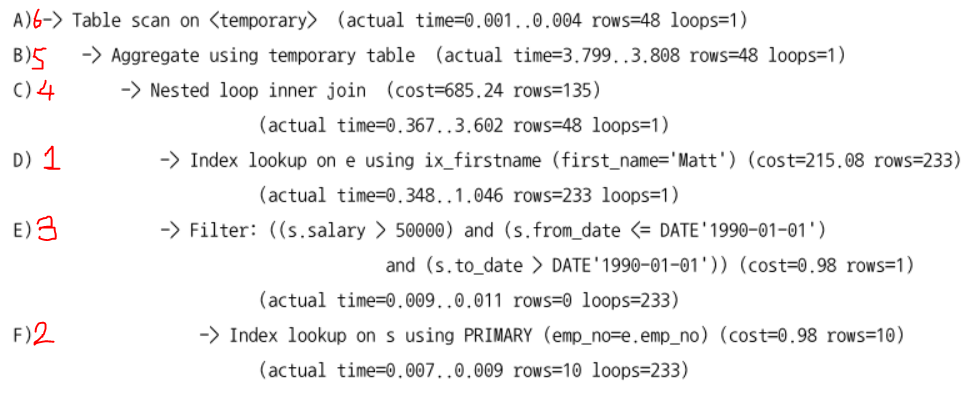 A)6-> Table scan on <temporary> (actual time=0.001..0.004 rows=48 loops=1)
B)5 -> Aggregate using temporary table (actual time=3.799..3.808 rows=48 loops=1)
C)4 -> Nested loop inner join (cost=685.24 rows=135)
(actual time=0.367..3.602 rows=48 loops=1)
D) 1 -> Index lookup on e using ix_firstname (first_name='Matt') (cost=215.08 rows=233)
(actual time=0.348..1.046 rows=233 loops=1)
E)3 -> Filter: ((s.salary > 50000) and (s.from_date <= DATE'1990-01-01')
and (s.to_date > DATE'1990-01-01')) (cost=0.98 rows=1)
(actual time=0.009..0.011 rows=0 loops=233)
F)2 -> Index lookup on s using PRIMARY (emp_no=e.emp_no) (cost=0.98 rows=10)
(actual time=0.007..0.009 rows=10 loops=233)